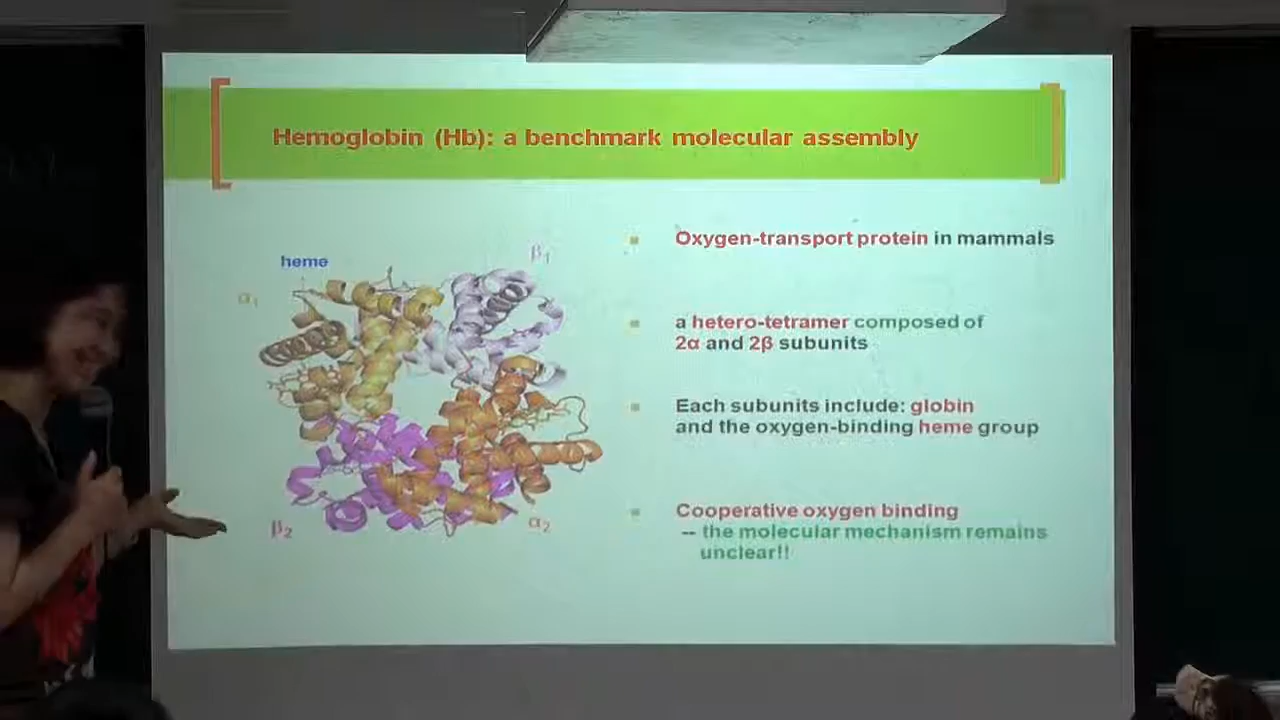 Hemoglobin (Hb): a benchmark molecular assembly
heme
β1
α1
β2
α2
Oxygen-transport protein in mammals
a hetero-tetramer composed of
2α and 2β subunits
Each subunits include: globin
and the oxygen-binding heme group
Cooperative oxygen binding
-- the molecular mechanism remains
unclear!!